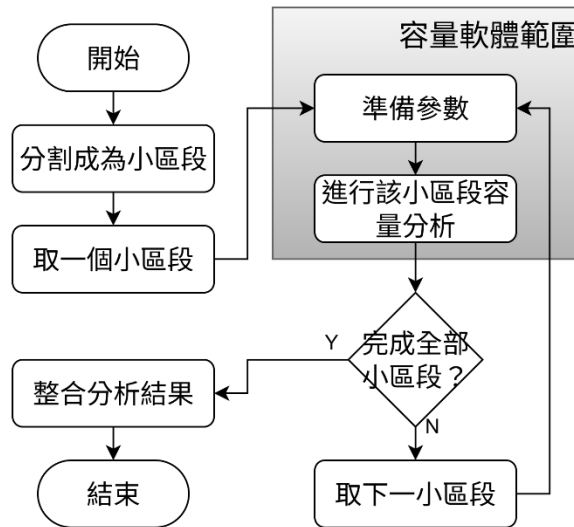 開始
分割成為小區段
取一個小區段
容量軟體範圍
準備參數
進行該小區段容
量分析
完成全部
小區段？
Y
N
整合分析結果
結束
取下一小區段